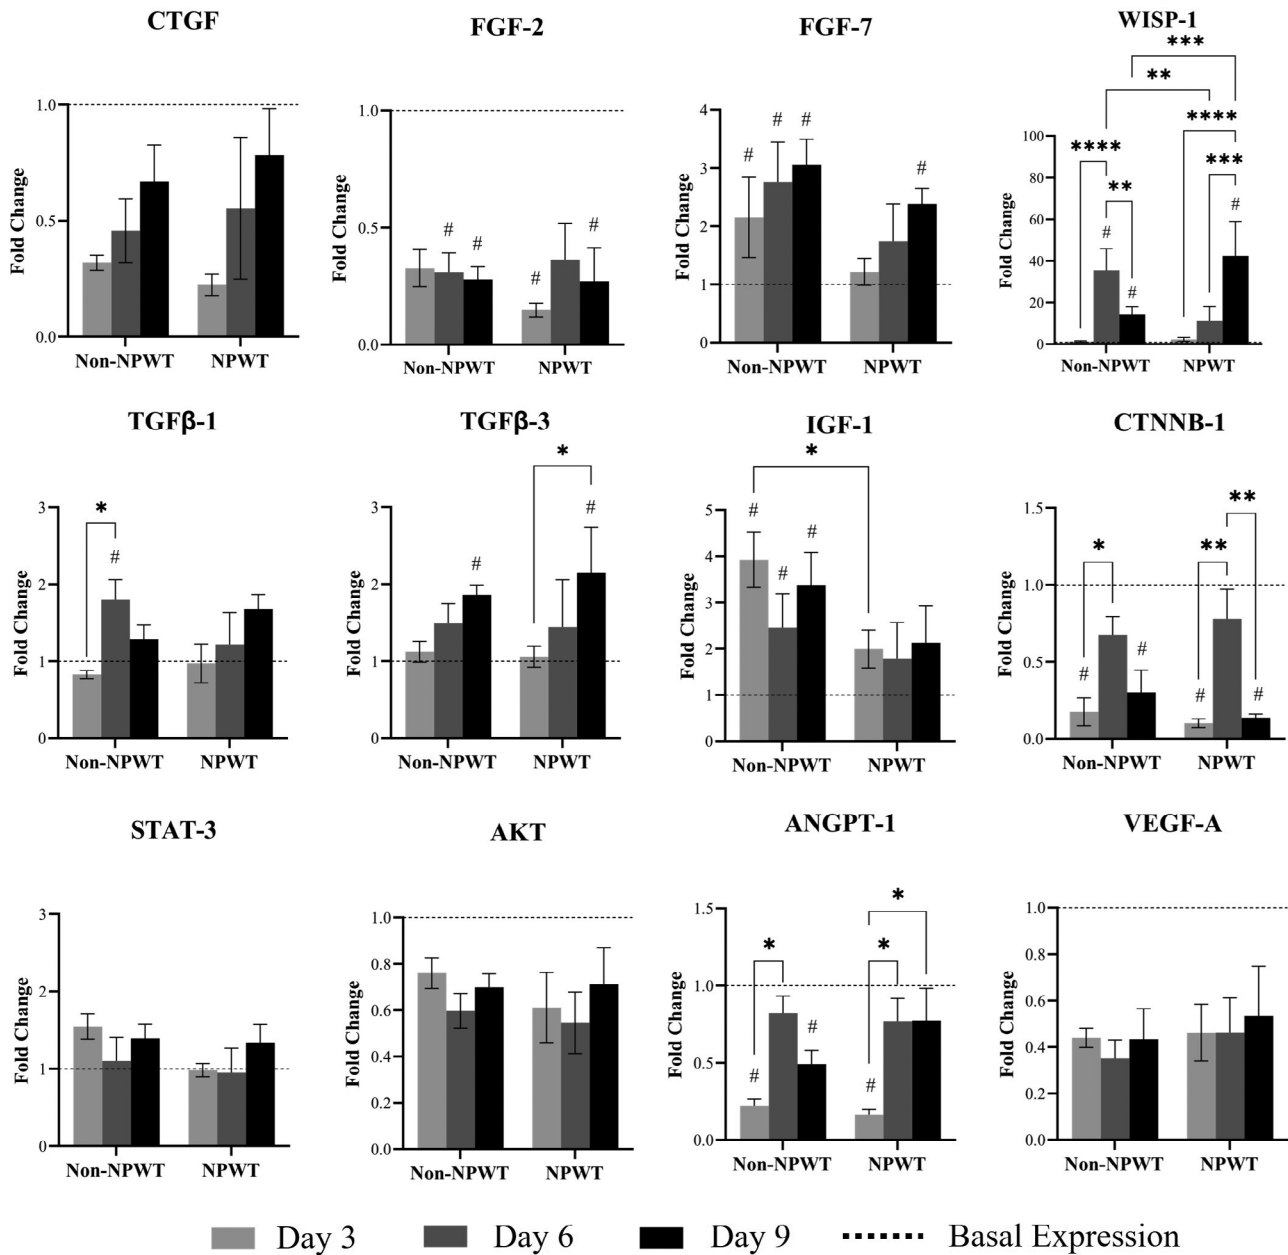 CTGF
1.0
0.5
0.0
Fold Change
Non-NPWT NPWT
FGF-2
1.0
0.5
0.0
Fold Change
# # # #
Non-NPWT NPWT
FGF-7
4
3
2
1
0
Fold Change
# # # #
Non-NPWT NPWT
WISP-1
***
**
****
**** ***
**
100
80
60
40
20
0
Fold Change
# # #
Non-NPWT NPWT
TGFβ-1
3
2
1
0
Fold Change
*
#
Non-NPWT NPWT
TGFβ-3
3
2
1
0
Fold Change
*
# #
Non-NPWT NPWT
IGF-1
5
4
3
2
1
0
Fold Change
*
# # #
Non-NPWT NPWT
CTNNB-1
1.5
1.0
0.5
0.0
Fold Change
**
* **
# # # #
Non-NPWT NPWT
STAT-3
3
2
1
0
Fold Change
Non-NPWT NPWT
AKT
1.0
0.8
0.6
0.4
0.2
0.0
Fold Change
Non-NPWT NPWT
ANGPT-1
1.5
1.0
0.5
0.0
Fold Change
*
* *
# # #
Non-NPWT NPWT
VEGF-A
1.0
0.8
0.6
0.4
0.2
0.0
Fold Change
Non-NPWT NPWT
Day 3 Day 6 Day 9 Basal Expression